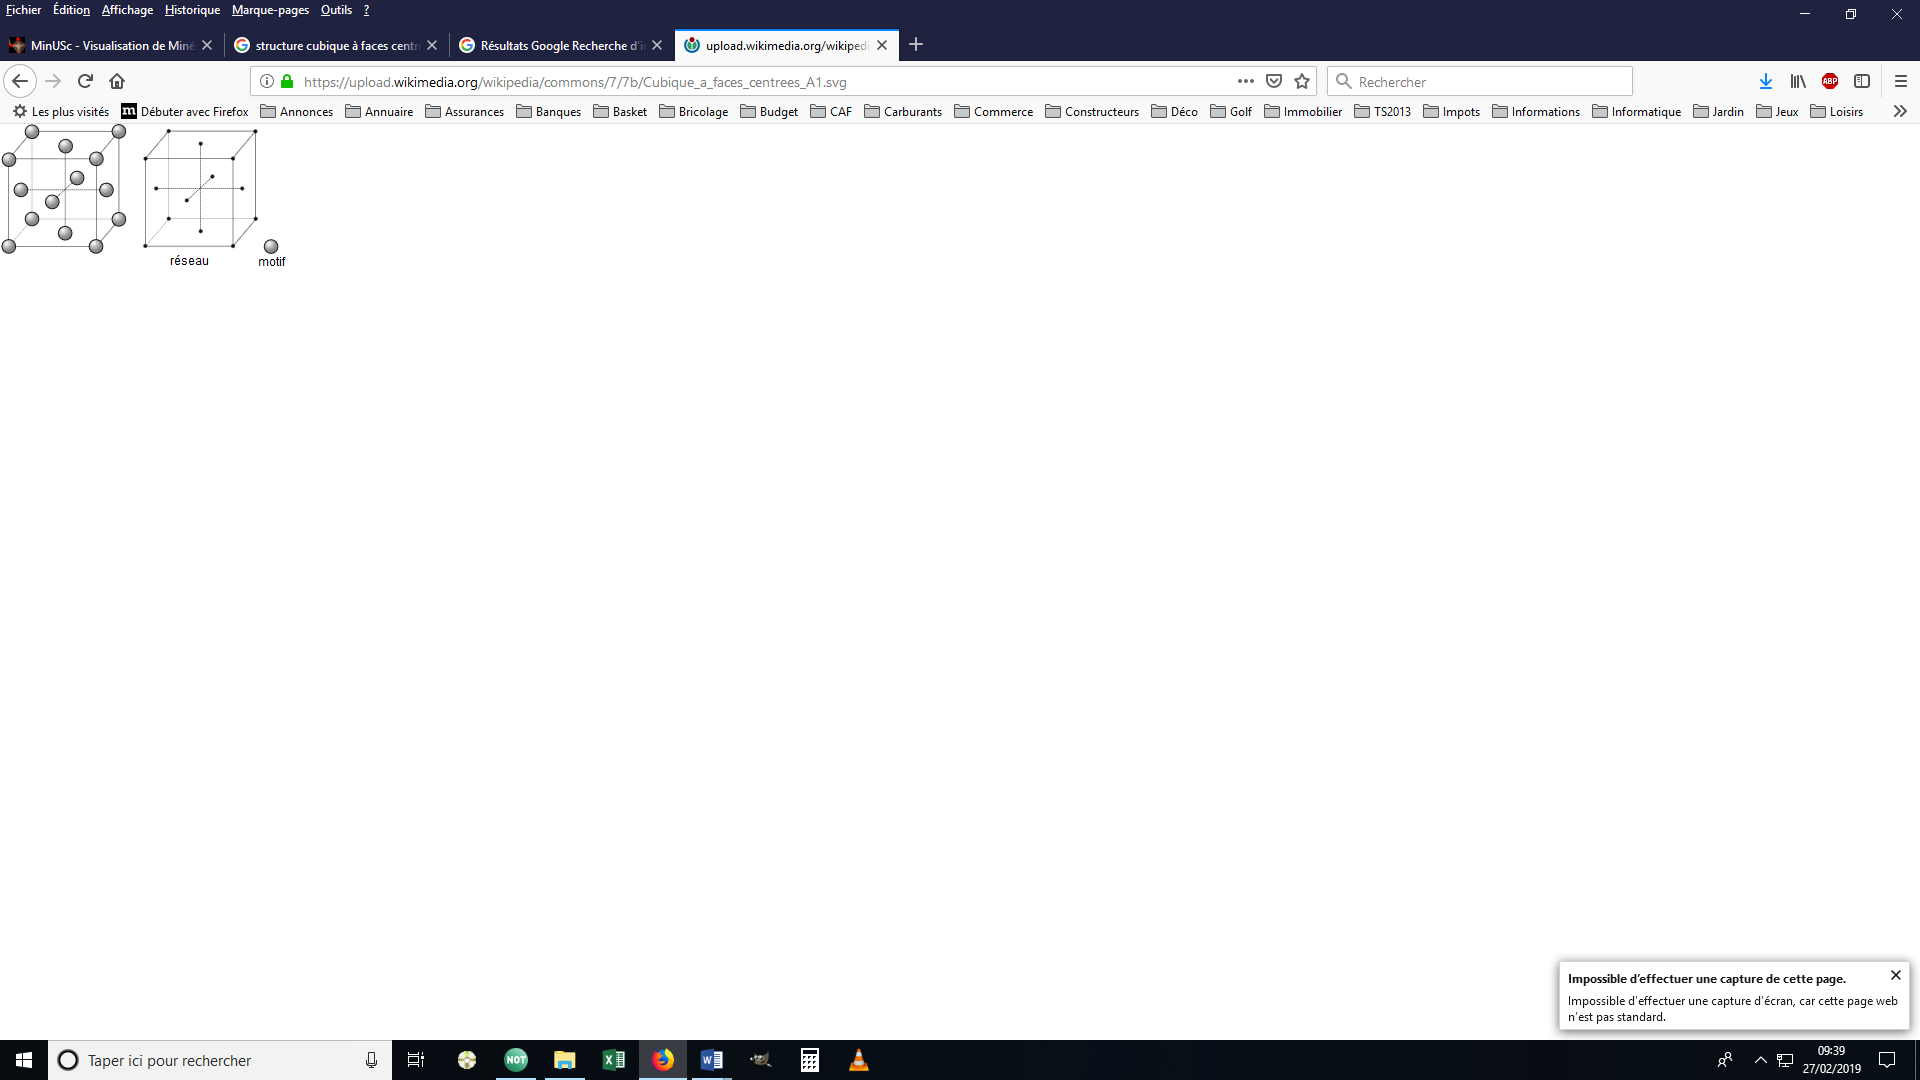 Fichier Édition Affichage Historique Marque-pages Outils ?
MinUSc - Visualisation de Miné
structure cubique à faces cent
Résultats Google Recherche d'i
upload.wikimedia.org/wikipedi
https://upload.wikimedia.org/wikipedia/commons/7/7b/Cubique_a_faces_centrees_A1.svg
Rechercher
ABP
Les plus visités m Débuter avec Firefox Annonces Annuaire Assurances Banques Basket Bricolage Budget CAF Carburants Commerce Constructeurs Déco Golf Immobilier TS2013 Impots Informations Informatique Jardin Jeux Loisirs
réseau
motif
Impossible d'effectuer une capture de cette page.
Impossible d'effectuer une capture d'écran, car cette page web
n'est pas standard.
Taper ici pour rechercher
NOT
09:39
27/02/2019